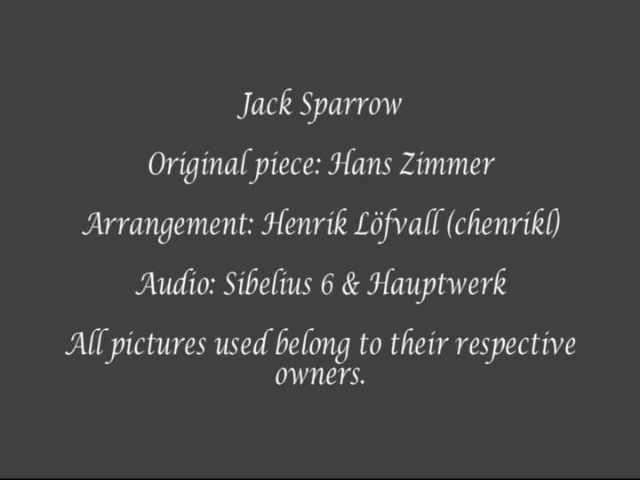 Jack Sparrow
Original piece: Hans Zimmer
Arrangement: Henrik Löfvall (chenrikl)
Audio: Sibelius 6 & Hauptwerk
All pictures used belong to their respective
owners.